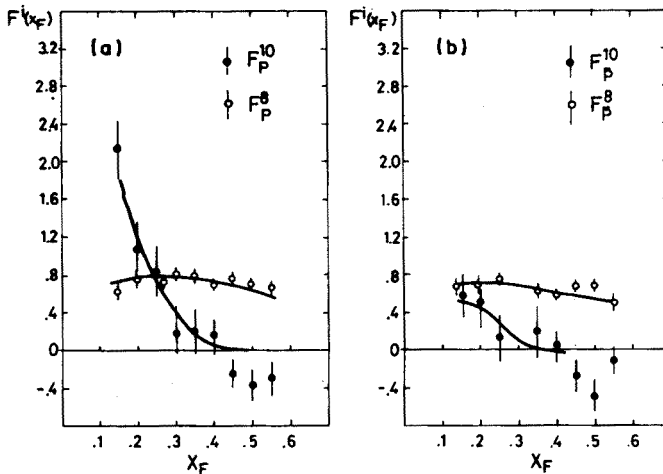 F^i(x_F)
(a)
F_p^10
F_p^8
3.2
2.8
2.4
2.0
1.6
1.2
.8
.4
0
-.4
.1 .2 .3 .4 .5 .6
X_F
F^i(x_F)
(b)
F_p̄^10
F_p̄^8
3.2
2.8
2.4
2.0
1.6
1.2
.8
.4
0
-.4
.1 .2 .3 .4 .5 .6
X_F